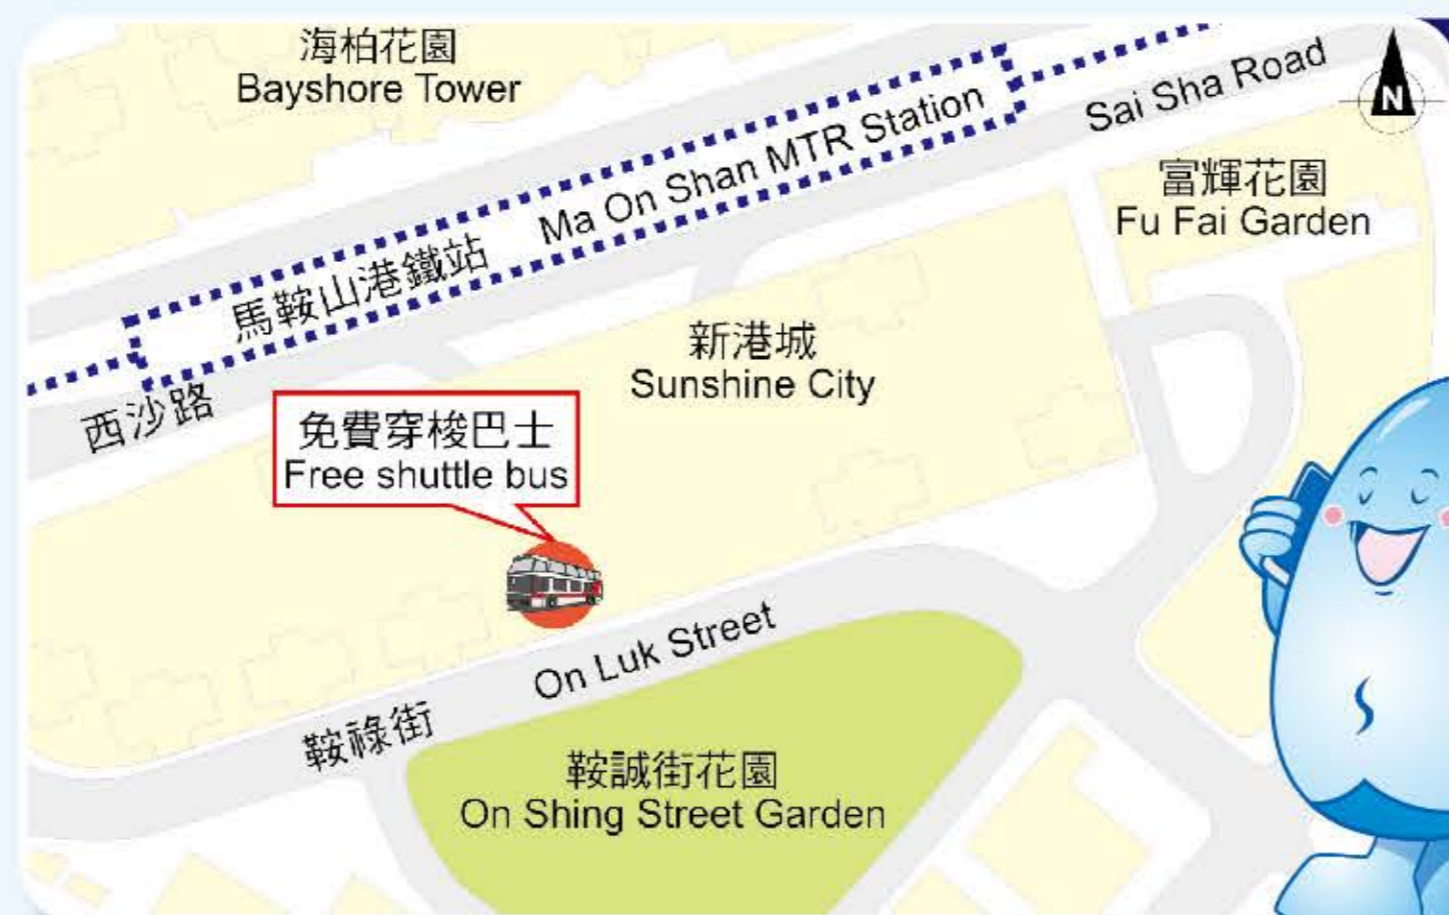 海柏花園
Bayshore Tower
Sai Sha Road
N
Ma On Shan MTR Station
富輝花園
Fu Fai Garden
馬鞍山港鐵站
新港城
Sunshine City
西沙路
免費穿梭巴士
Free shuttle bus
On Luk Street
鞍祿街
鞍誠街花園
On Shing Street Garden